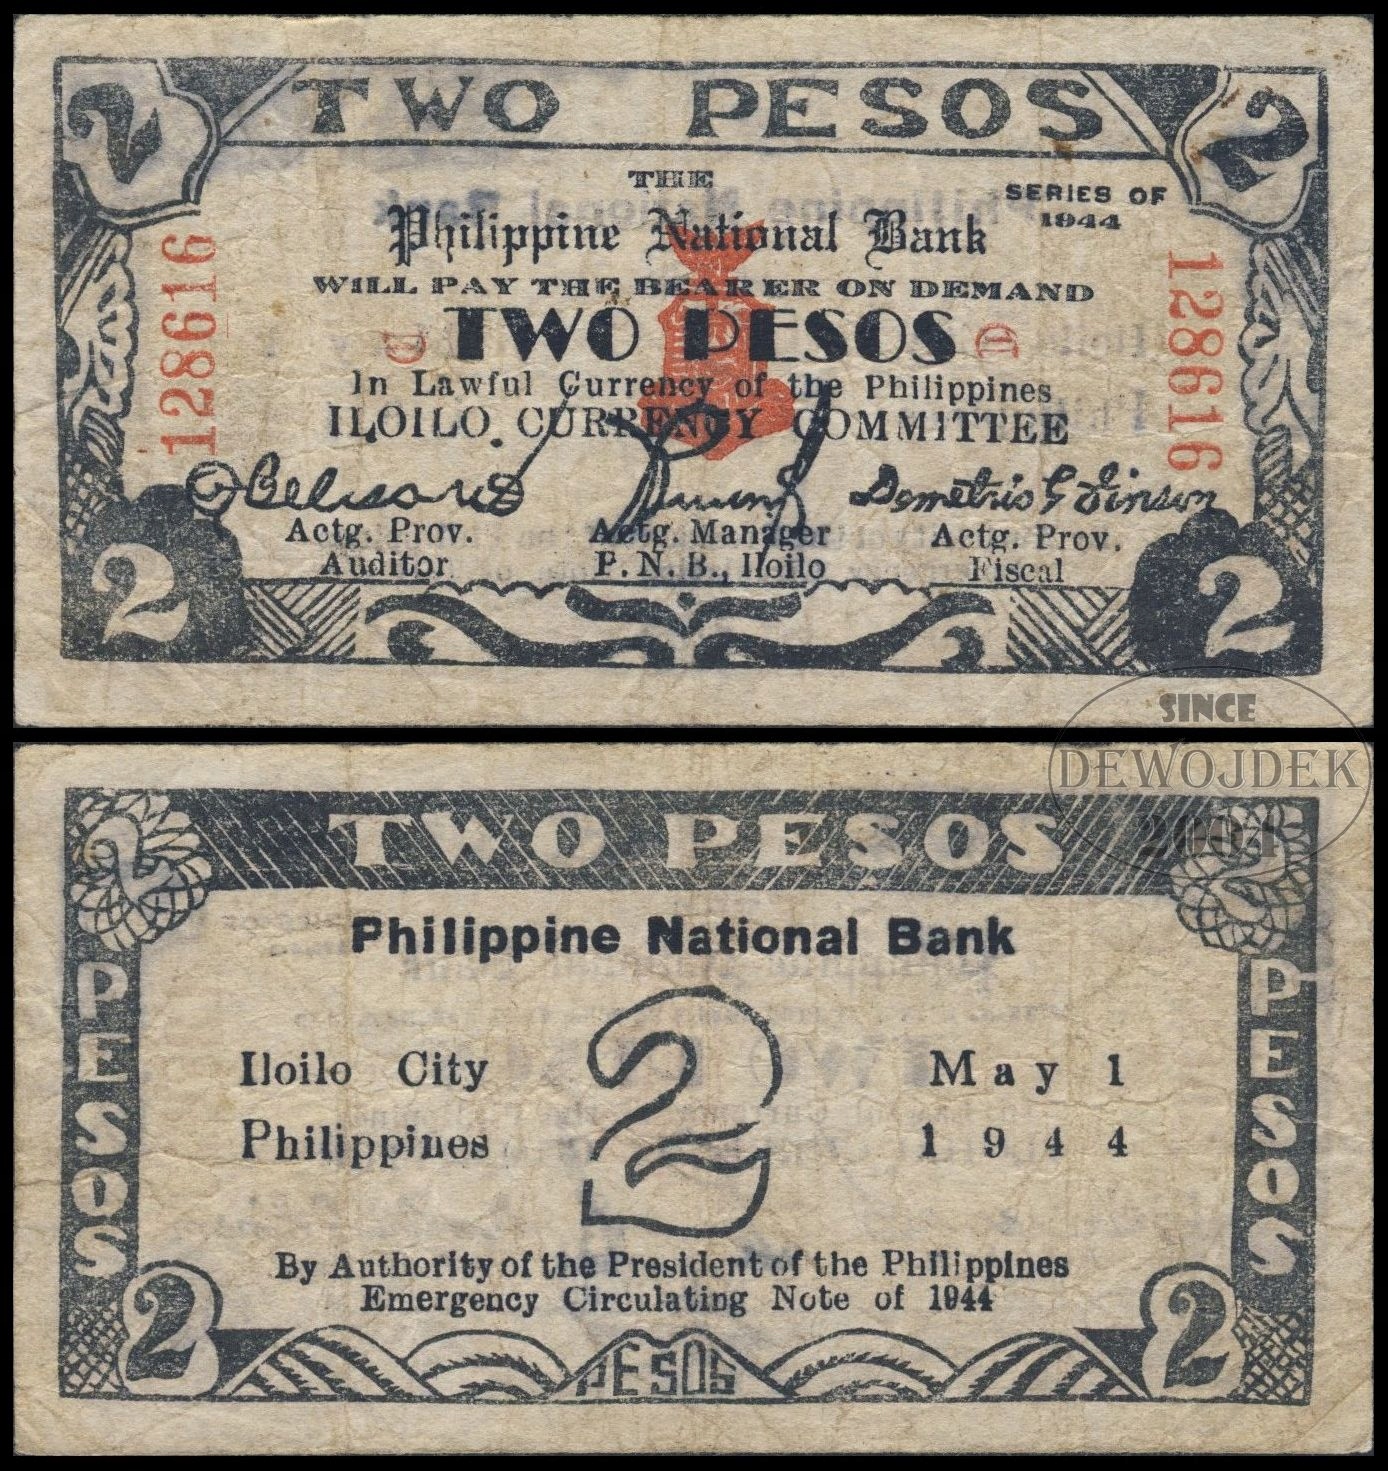 2 TWO PESOS 2
THE
SERIES OF
1944
Philippine National Bank
WILL PAY THE BEARER ON DEMAND
TWO PESOS
In Lawful Currency of the Philippines
ILOILO CURRENCY COMMITTEE
128616
128616
Actg. Prov.
Auditor
Actg. Manager
P. N. B., Iloilo
Demetrio
Actg. Prov.
Fiscal
2
2
SINCE
DEWOJDEK
2004
2 TWO PESOS 2
PESOS
PESOS
Philippine National Bank
Iloilo City
Philippines
2
May 1
1944
By Authority of the President of the Philippines
Emergency Circulating Note of 1944
2 PESOS 2